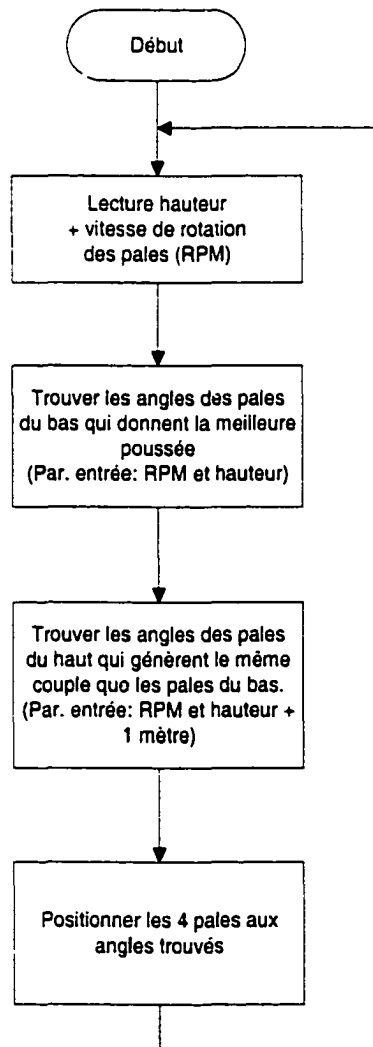 Début
Lecture hauteur
+ vitesse de rotation
des pales (RPM)
Trouver les angles des pales
du bas qui donnent la meilleure
poussée
(Par. entrée: RPM et hauteur)
Trouver les angles des pales
du haut qui génèrent le même
couple quo les pales du bas.
(Par. entrée: RPM et hauteur +
1 mètre)
Positionner les 4 pales aux
angles trouvés